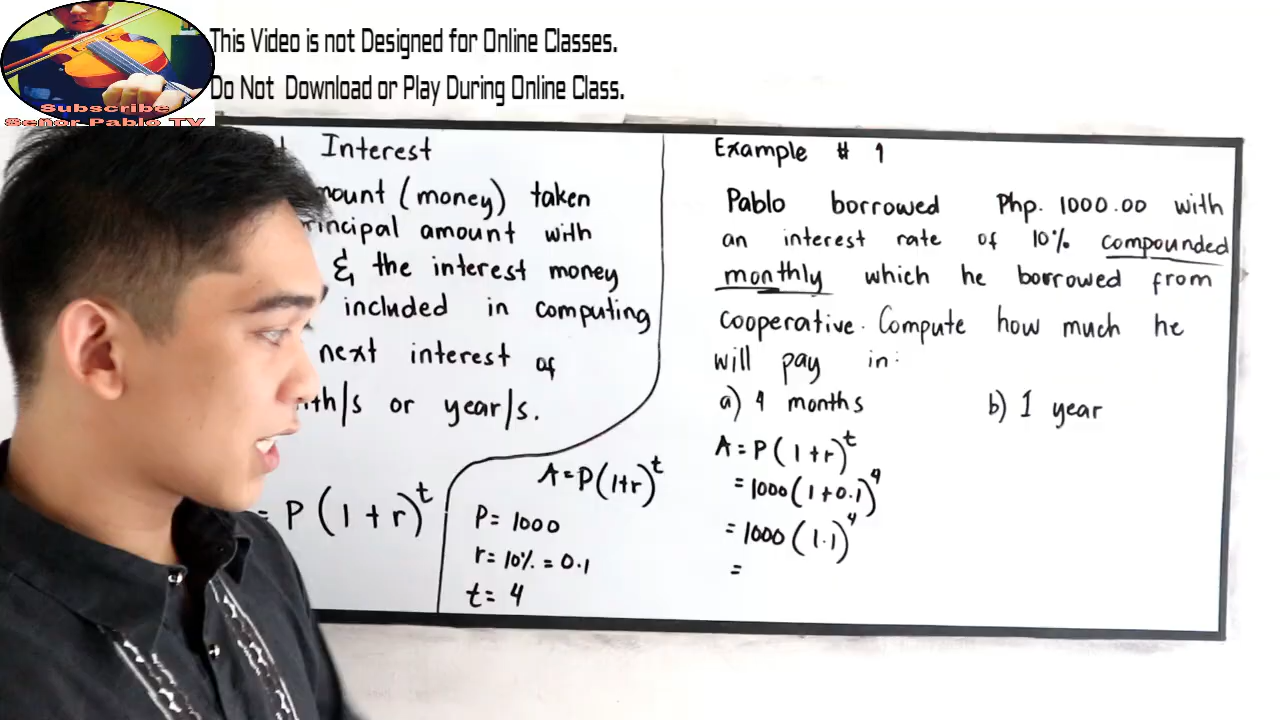 This Video is not Designed for Online Classes.
Do Not Download or Play During Online Class.
Subscribe
Señor Pablo TV
Interest
(money) taken
amount with
& the interest money
included in computing
next interest of
or year/s.
= P (1 + r)^t
A = P(1+r)^t
P = 1000
r = 10% = 0.1
t = 4
Example # 1
Pablo borrowed Php. 1000.00 with
an interest rate of 10% compounded
monthly which he borrowed from
cooperative. Compute how much he
will pay in:
a) 4 months b) 1 year
A = P (1 + r)^t
= 1000 (1 + 0.1)^4
= 1000 (1.1)^4
=